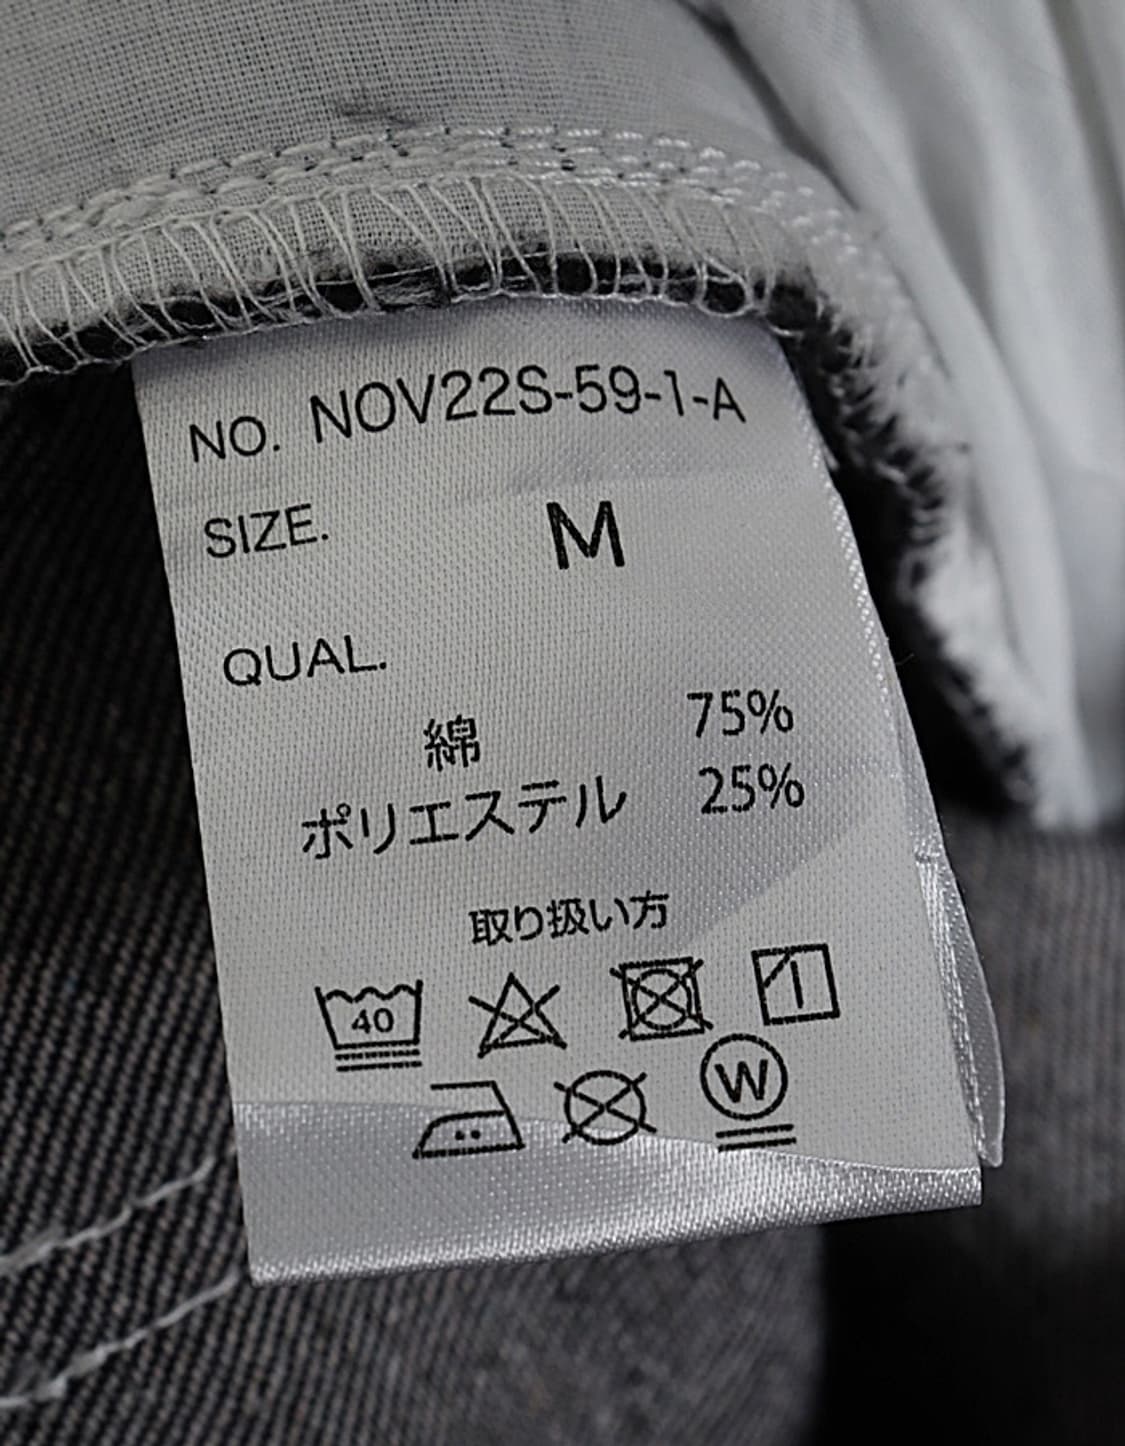 NO. NOV22S-59-1-A
SIZE. M
QUAL.
綿 75%
ポリエステル 25%
取り扱い方
40
W